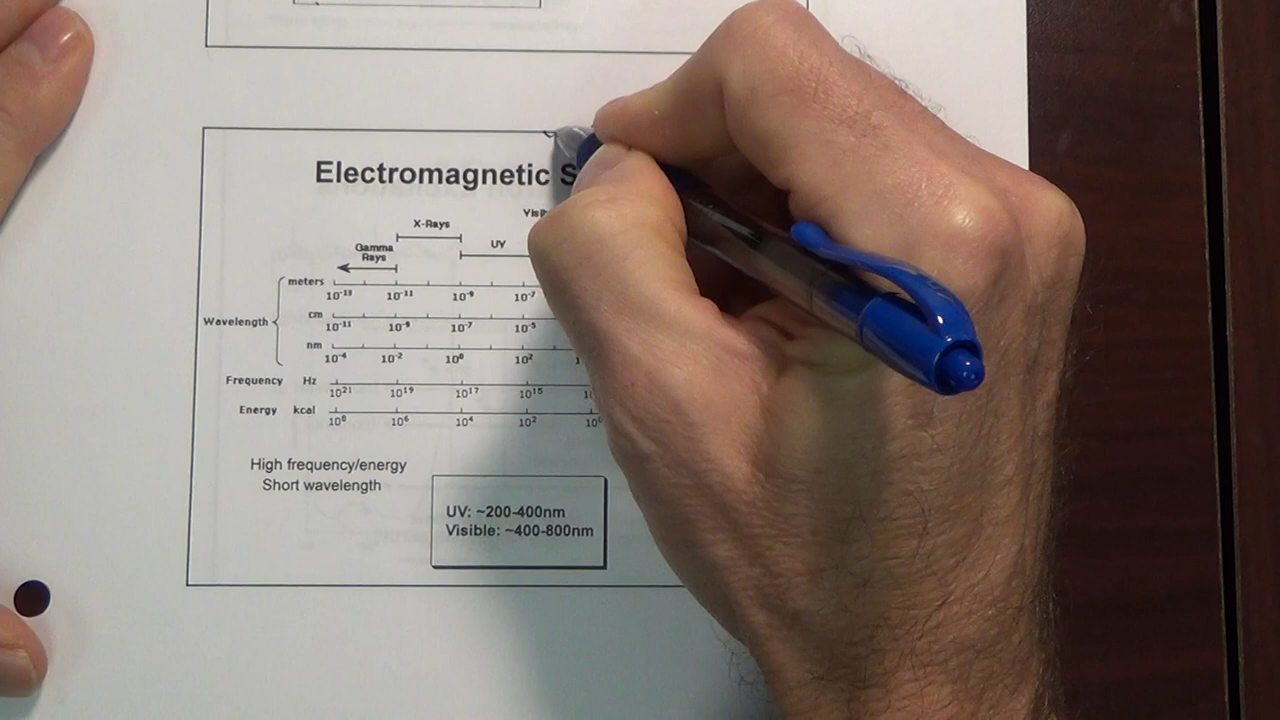 Electromagnetic S
X-Rays
Gamma
Rays
UV
meters
10⁻¹³ 10⁻¹¹ 10⁻⁹ 10⁻⁷
cm
10⁻¹¹ 10⁻⁹ 10⁻⁷ 10⁻⁵
Wavelength
nm
10⁻⁴ 10⁻² 10⁰ 10²
Frequency Hz
10²¹ 10¹⁹ 10¹⁷ 10¹⁵
Energy kcal
10⁸ 10⁶ 10⁴ 10² 10⁰
High frequency/energy
Short wavelength
UV: ~200-400nm
Visible: ~400-800nm